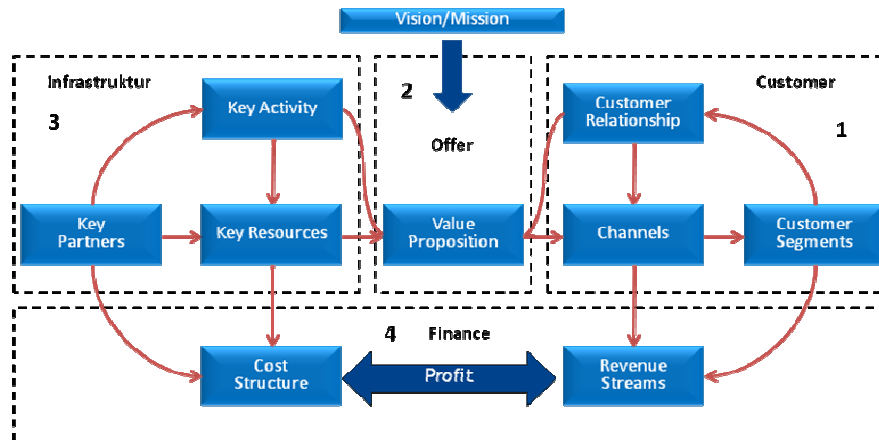 Vision/Mission
Infrastruktur
3
Key Activity
Key
Partners
Key Resources
2
Offer
Value
Proposition
Customer
1
Customer
Relationship
Channels
Customer
Segments
4
Finance
Cost
Structure
Profit
Revenue
Streams